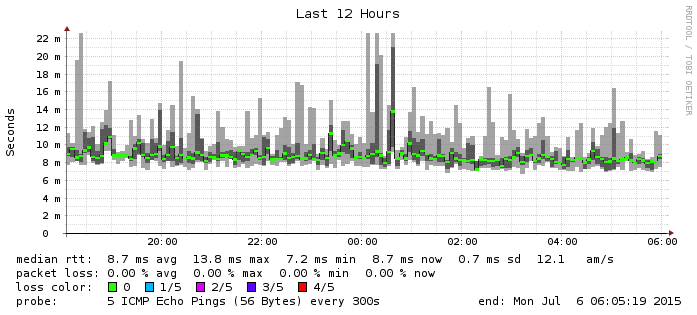 Last 12 Hours
RRDTOOL / TOBI OETIKER
Seconds
22 m
20 m
18 m
16 m
14 m
12 m
10 m
8 m
6 m
4 m
2 m
0
20:00 22:00 00:00 02:00 04:00 06:00
median rtt: 8.7 ms avg 13.8 ms max 7.2 ms min 8.7 ms now 0.7 ms sd 12.1 am/s
packet loss: 0.00 % avg 0.00 % max 0.00 % min 0.00 % now
loss color: 0 1/5 2/5 3/5 4/5
probe: 5 ICMP Echo Pings (56 Bytes) every 300s end: Mon Jul 6 06:05:19 2015